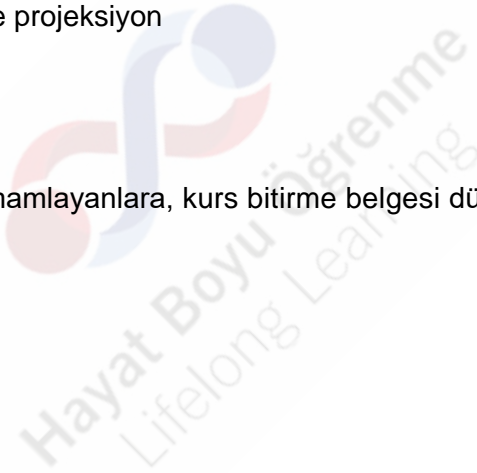 e projeksiyon
namlayanlara, kurs bitirme belgesi dü
Hayat Boyu Öğrenme
Lifelong Learning